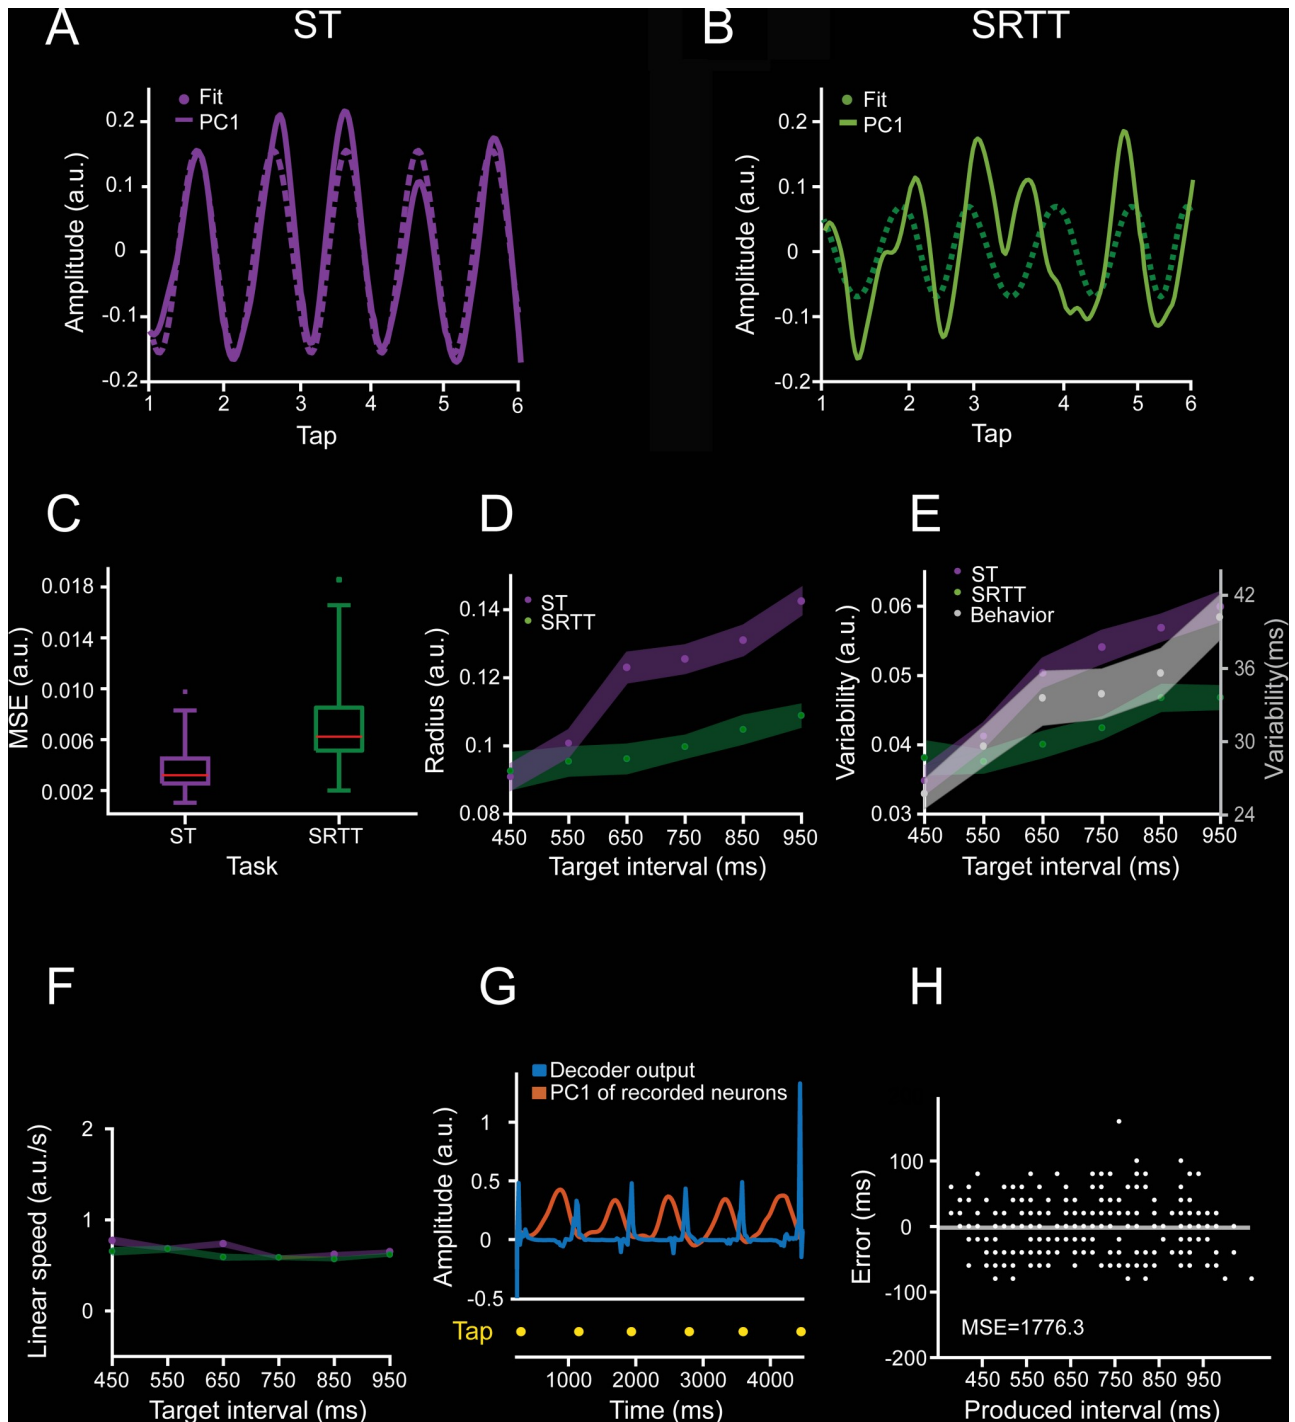 A ST
B SRTT
Fit
PC1
Amplitude (a.u.)
0.2
0.1
0
-0.1
-0.2
1 2 3 4 5 6
Tap
Fit
PC1
Amplitude (a.u.)
0.2
0.1
0
-0.1
-0.2
1 2 3 4 5 6
Tap
C
MSE (a.u.)
0.018
0.014
0.010
0.006
0.002
ST SRTT
Task
D
ST
SRTT
Radius (a.u.)
0.14
0.12
0.1
0.08
450 550 650 750 850 950
Target interval (ms)
E
ST
SRTT
Behavior
Variability (a.u.)
0.06
0.05
0.04
0.03
42
36
30
24
Variability(ms)
450 550 650 750 850 950
Target interval (ms)
F
Linear speed (a.u./s)
2
1
0
450 550 650 750 850 950
Target interval (ms)
G
Decoder output
PC1 of recorded neurons
Amplitude (a.u.)
1
0.5
0
-0.5
Tap
1000 2000 3000 4000
Time (ms)
H
Error (ms)
100
0
-100
-200
MSE=1776.3
450 550 650 750 850 950
Produced interval (ms)